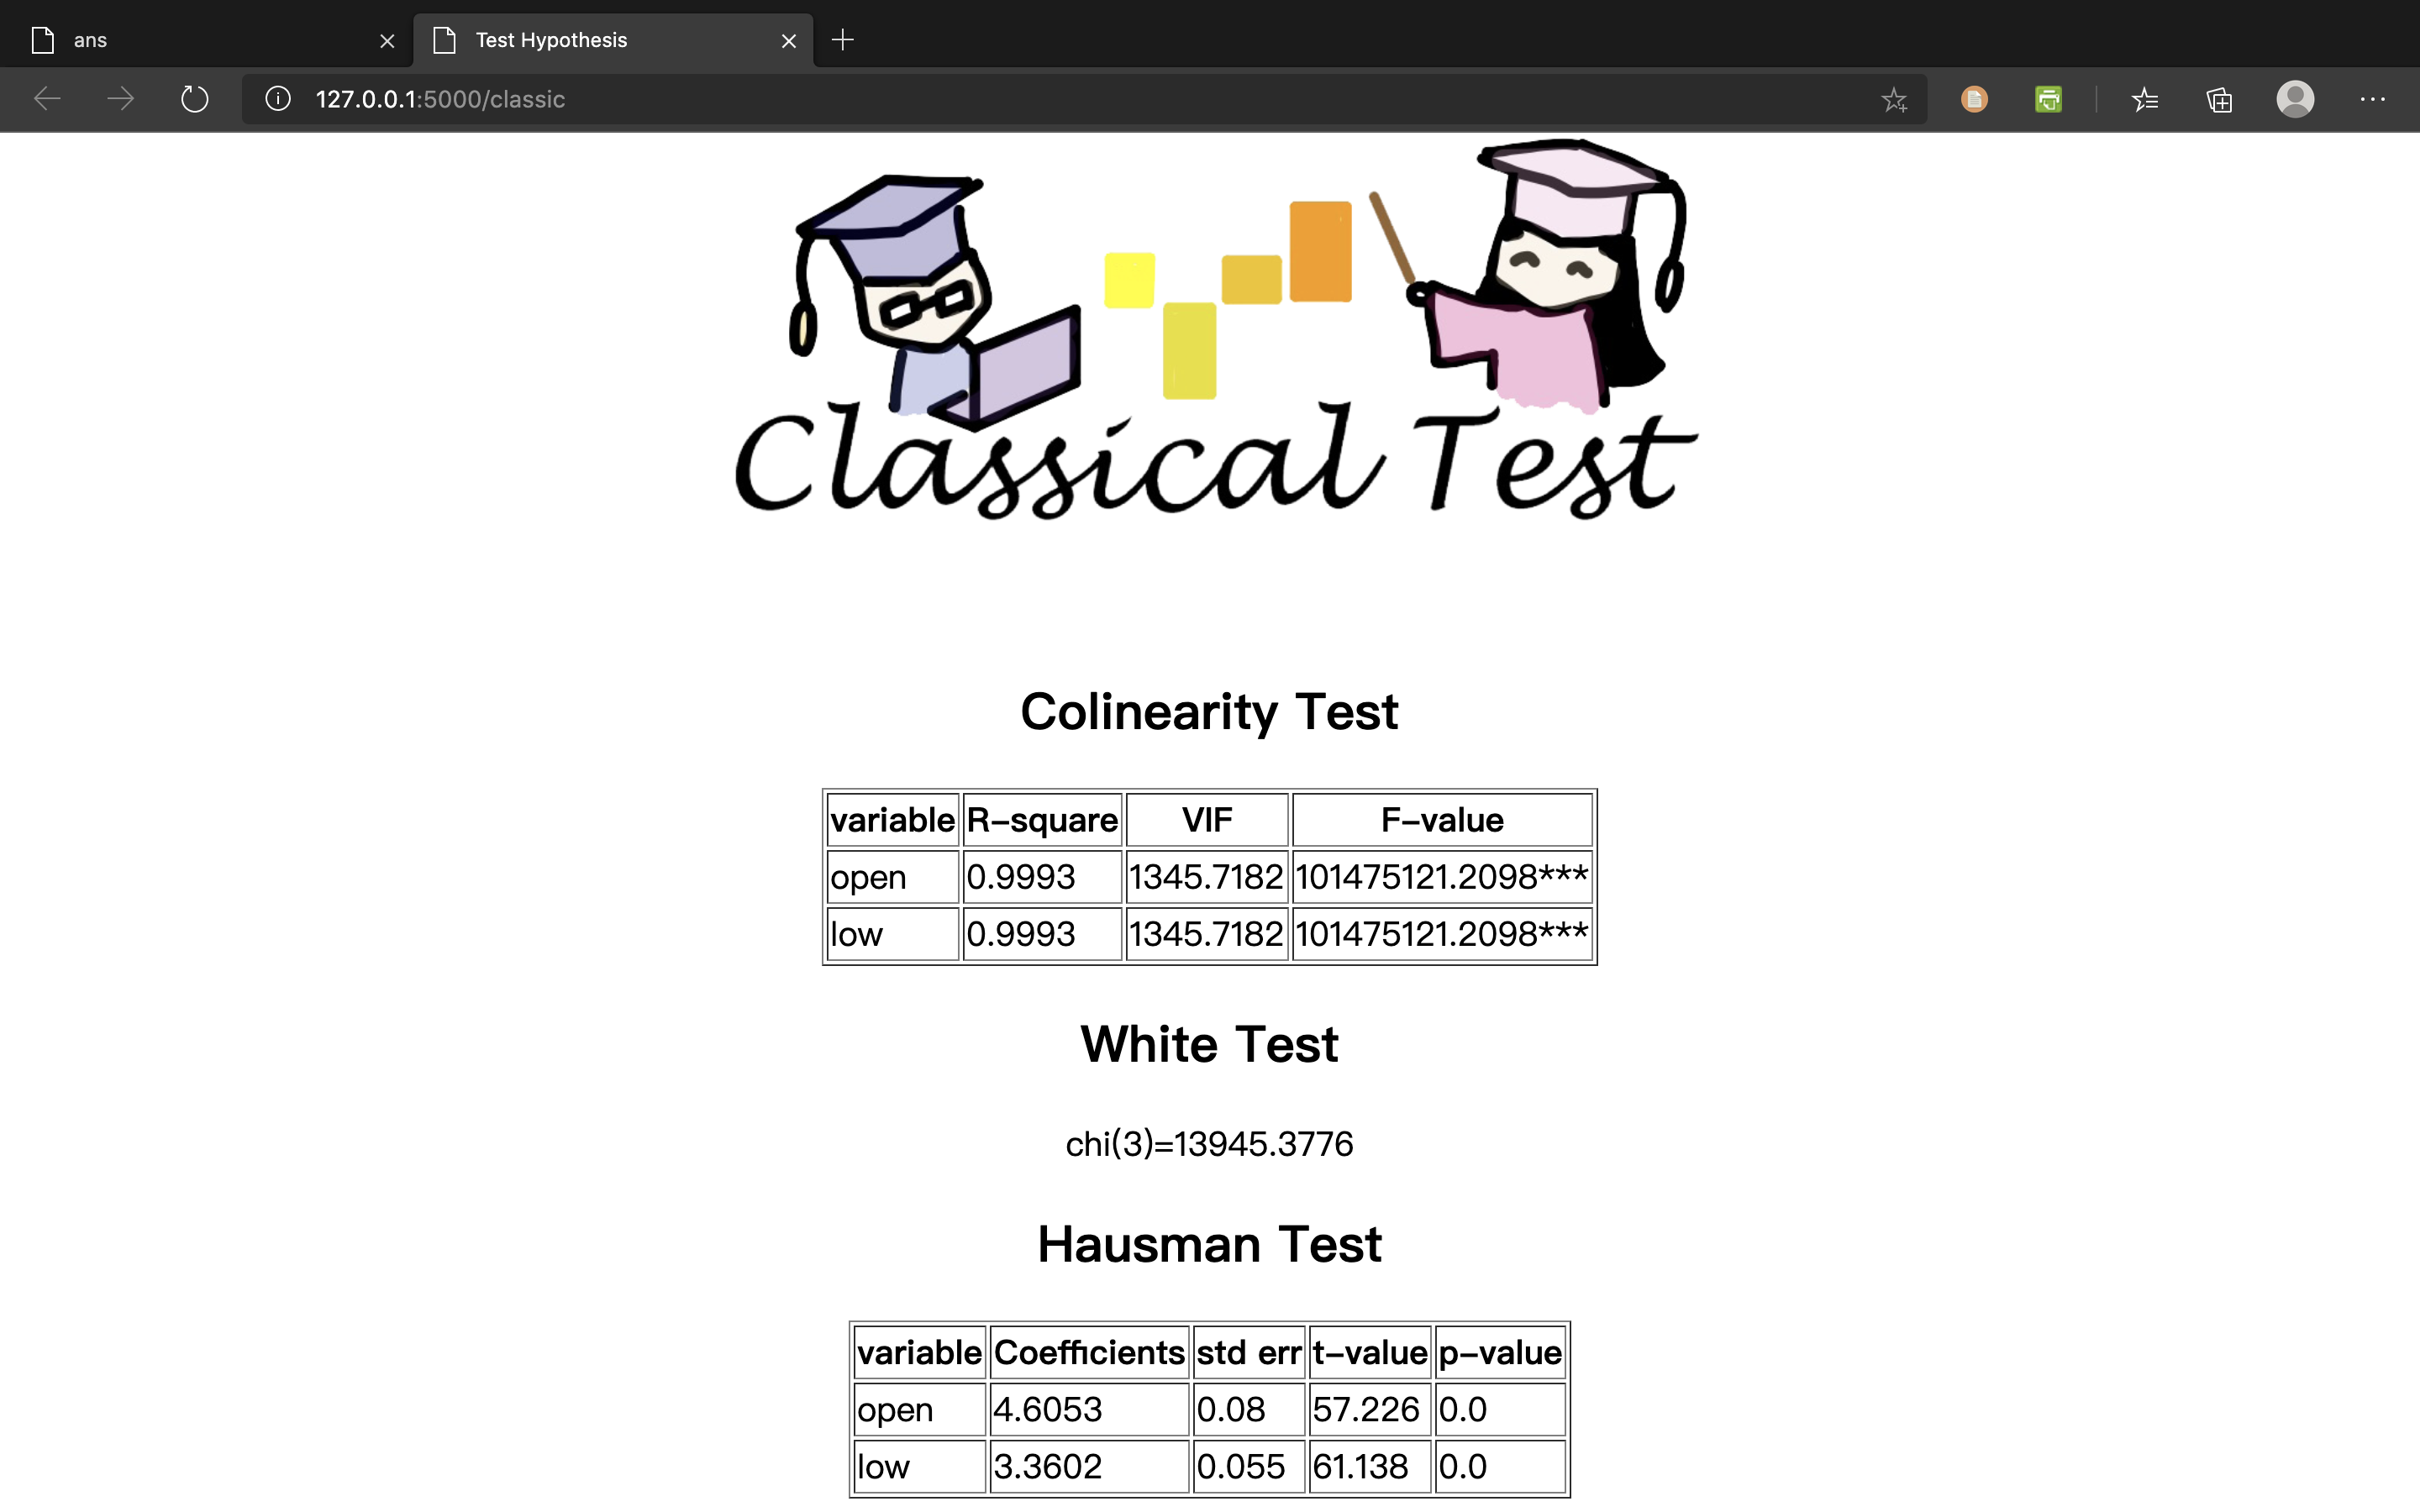 ans
Test Hypothesis
127.0.0.1:5000/classic
Classical Test
Colinearity Test
variable R-square VIF F-value
open 0.9993 1345.7182 101475121.2098***
low 0.9993 1345.7182 101475121.2098***
White Test
chi(3)=13945.3776
Hausman Test
variable Coefficients std err t-value p-value
open 4.6053 0.08 57.226 0.0
low 3.3602 0.055 61.138 0.0